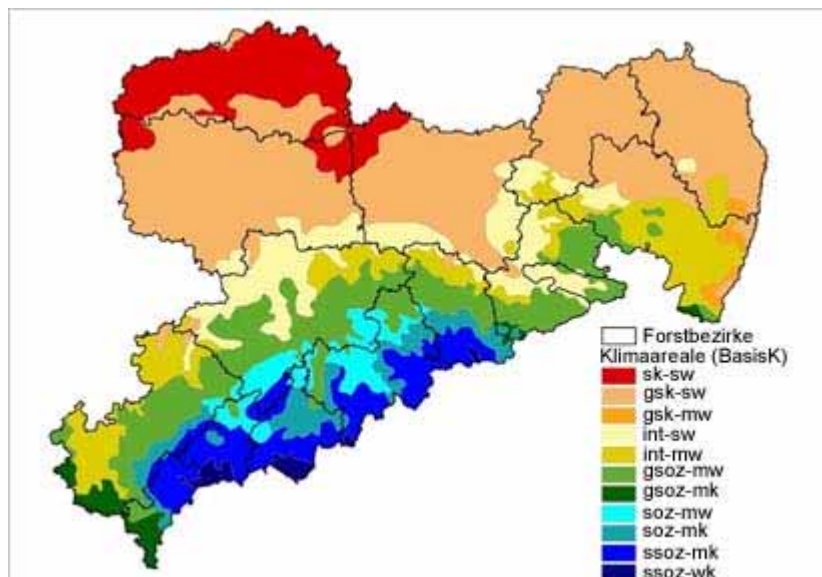 Forstbezirke
Klimaareale (BasisK)
sk-sw
gsk-sw
gsk-mw
int-sw
int-mw
gsoz-mw
gsoz-mk
soz-mw
soz-mk
ssoz-mk
ssoz-wk